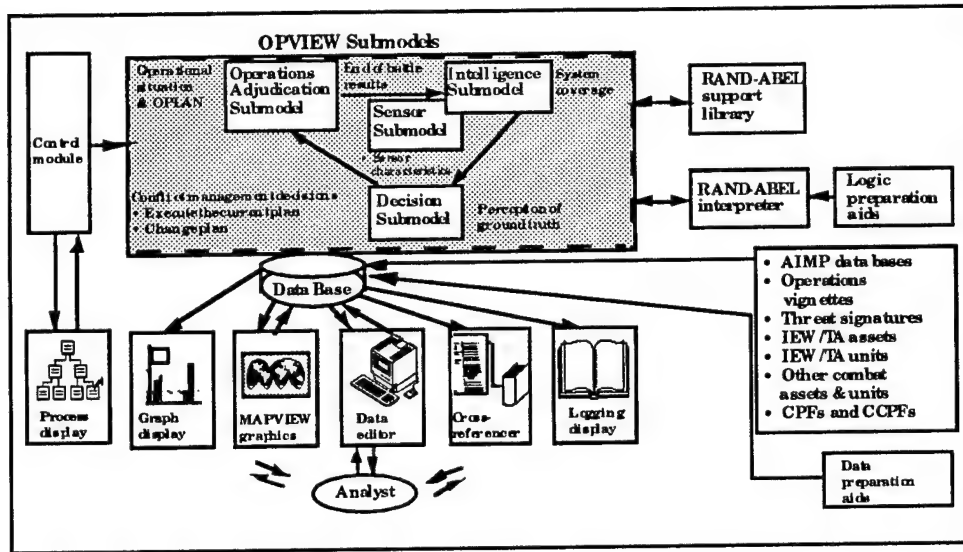 OPVIEW Submodels
Operational
situation
& OPLAN
Operations
Adjudication
Submodel
End of battle
results
Intelligence
Submodel
System
coverage
Sensor
Submodel
• Sensor
characteristics
Conflict management decisions
• Execute the current plan
• Change plan
Decision
Submodel
Perception of
ground truth
Control
module
RAND-ABEL
support
library
RAND-ABEL
interpreter
Logic
preparation
aids
Data Base
• AIMP data bases
• Operations
vignettes
• Threat signatures
• IEW/TA assets
• IEW/TA units
• Other combat
assets & units
• CPFs and CCPFs
Process
display
Graph
display
MAPVIEW
graphics
Data
editor
Cross-
referencer
Logging
display
Analyst
Data
preparation
aids